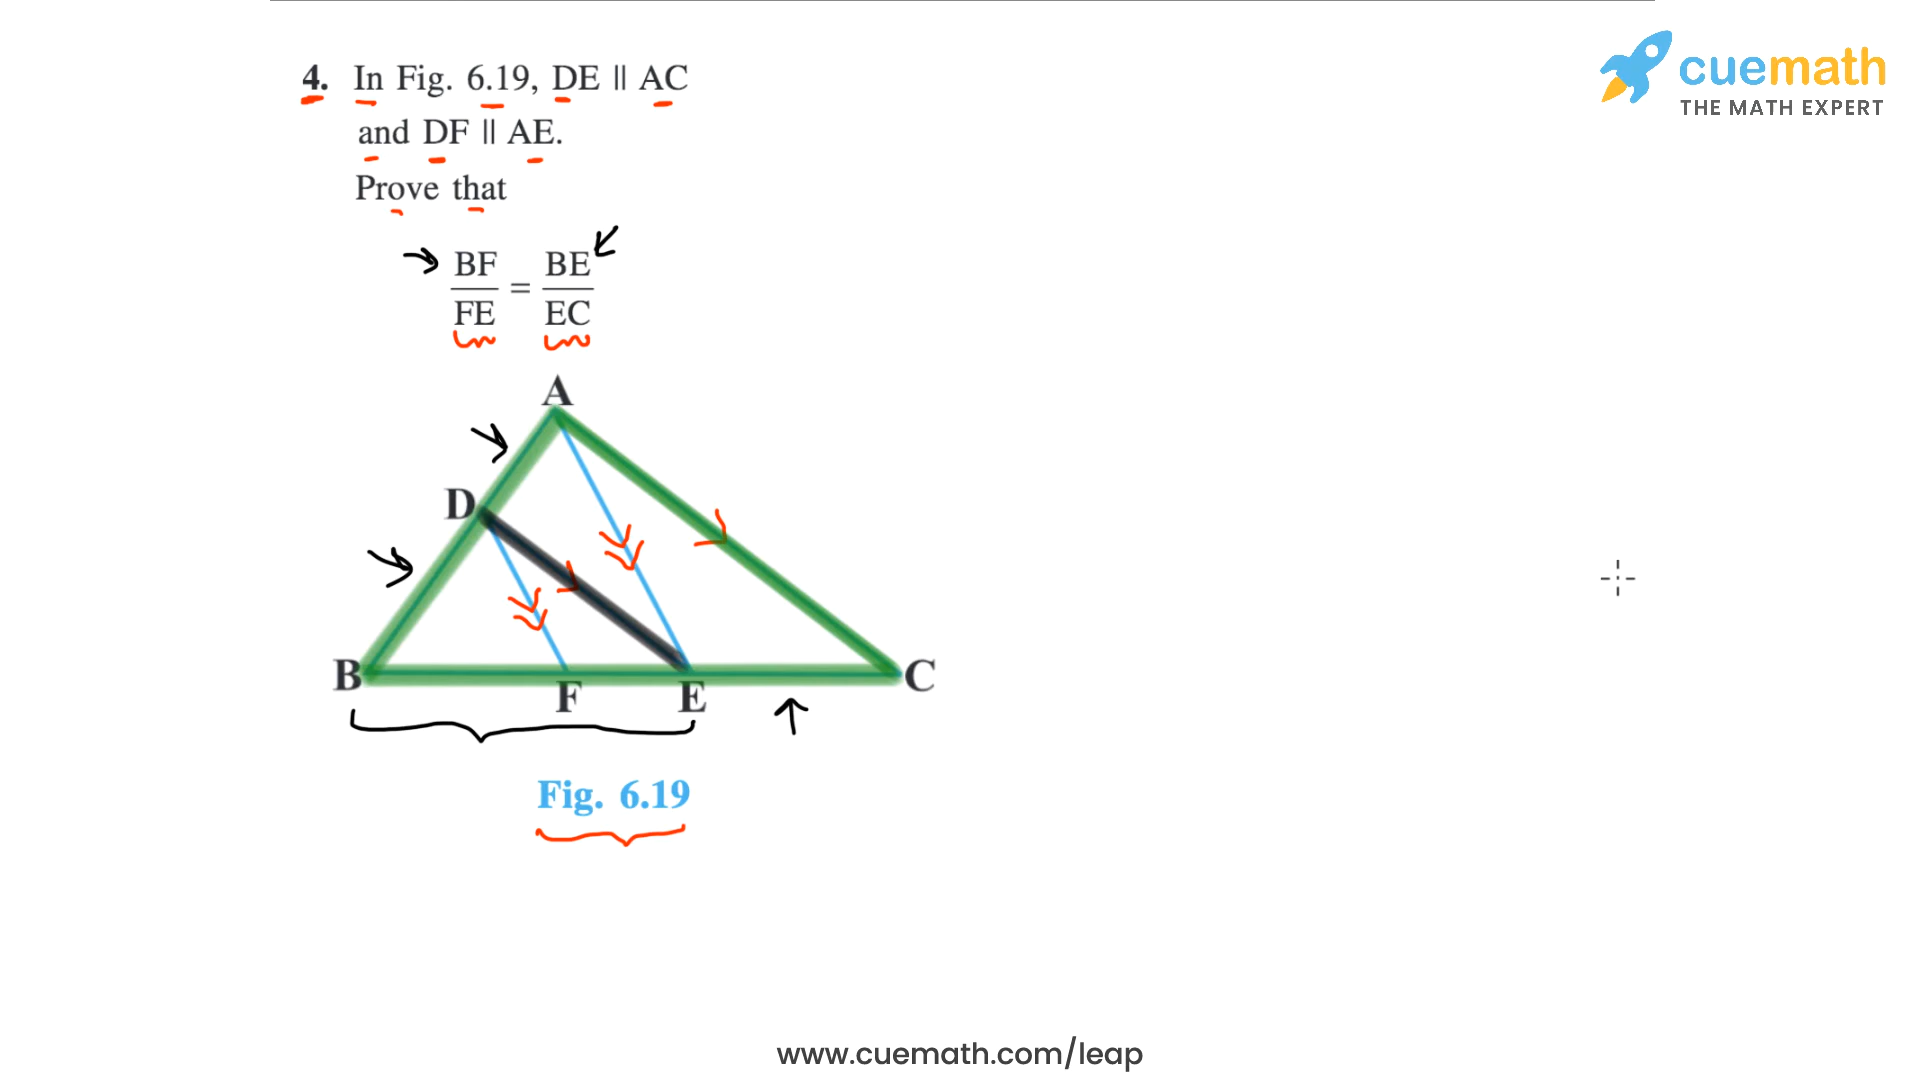 cuemath
THE MATH EXPERT
4. In Fig. 6.19, DE || AC
and DF || AE.
Prove that
BF/FE = BE/EC
A
D
B
F
E
C
Fig. 6.19
www.cuemath.com/leap